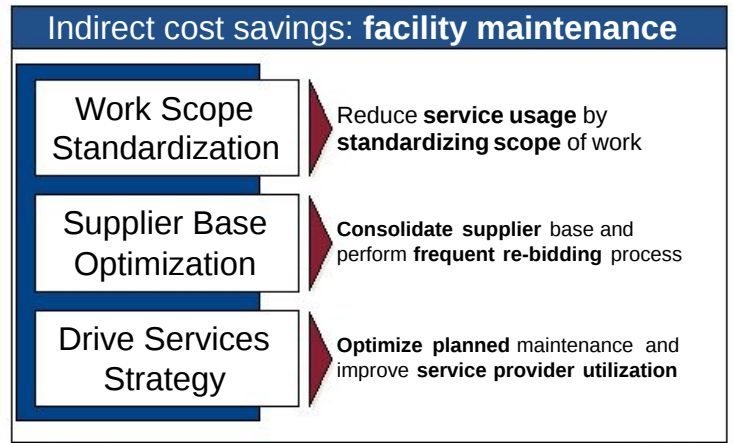 Indirect cost savings: facility maintenance
Work Scope
Standardization
Reduce service usage by
standardizing scope of work
Supplier Base
Optimization
Consolidate supplier base and
perform frequent re-bidding process
Drive Services
Strategy
Optimize planned maintenance and
improve service provider utilization